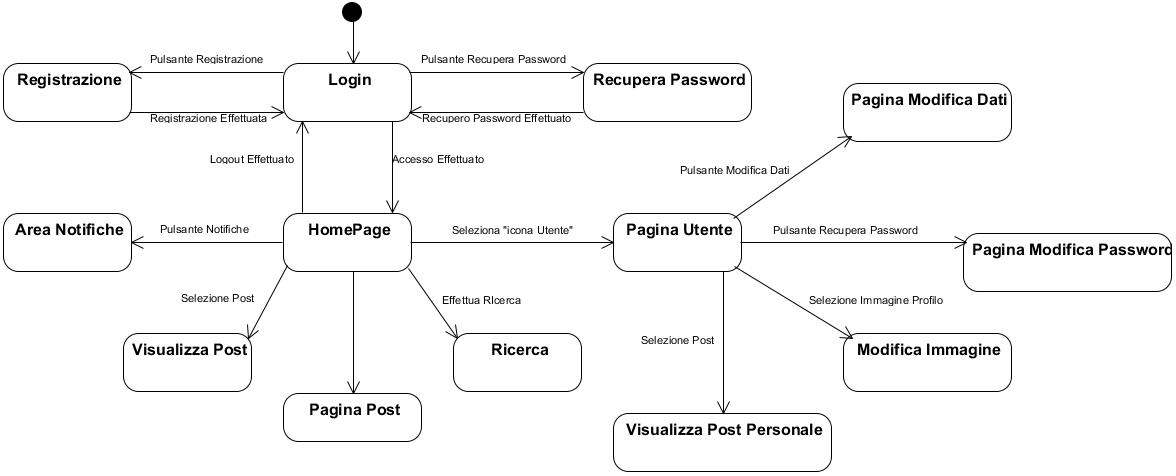 Pulsante Registrazione
Pulsante Recupera Password
Registrazione
Login
Recupera Password
Pagina Modifica Dati
Registrazione Effettuata
Recupero Password Effettuato
Logout Effettuato
Accesso Effettuato
Pulsante Modifica Dati
Area Notifiche
Pulsante Notifiche
HomePage
Seleziona "icona Utente"
Pagina Utente
Pulsante Recupera Password
Pagina Modifica Password
Selezione Post
Effettua RIcerca
Selezione Immagine Profilo
Selezione Post
Visualizza Post
Ricerca
Modifica Immagine
Pagina Post
Visualizza Post Personale